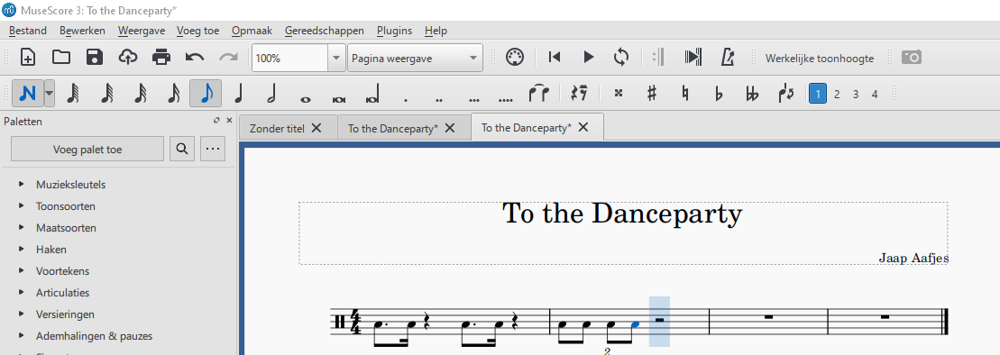 MuseScore 3: To the Danceparty*
Bestand Bewerken Weergave Voeg toe Opmaak Gereedschappen Plugins Help
100% Pagina weergave Werkelijke toonhoogte
1 2 3 4
Paletten
Zonder titel To the Danceparty* To the Danceparty*
Voeg palet toe ...
Muzieksleutels
Toonsoorten
Maatsoorten
Haken
Voortekens
Articulaties
Versieringen
Ademhalingen & pauzes
To the Danceparty
Jaap Aafjes
4
4
2